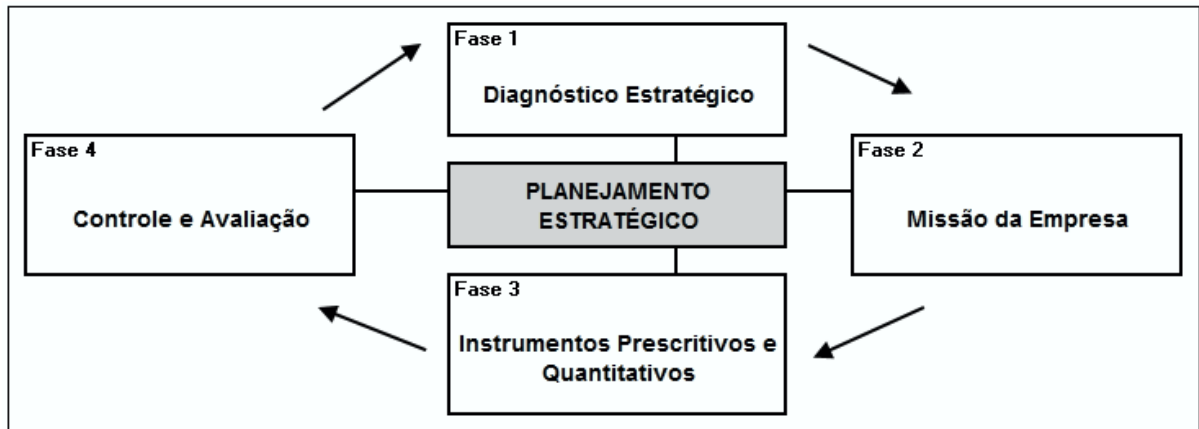 Fase 1
Diagnóstico Estratégico
Fase 4
Controle e Avaliação
PLANEJAMENTO
ESTRATÉGICO
Fase 2
Missão da Empresa
Fase 3
Instrumentos Prescritivos e
Quantitativos